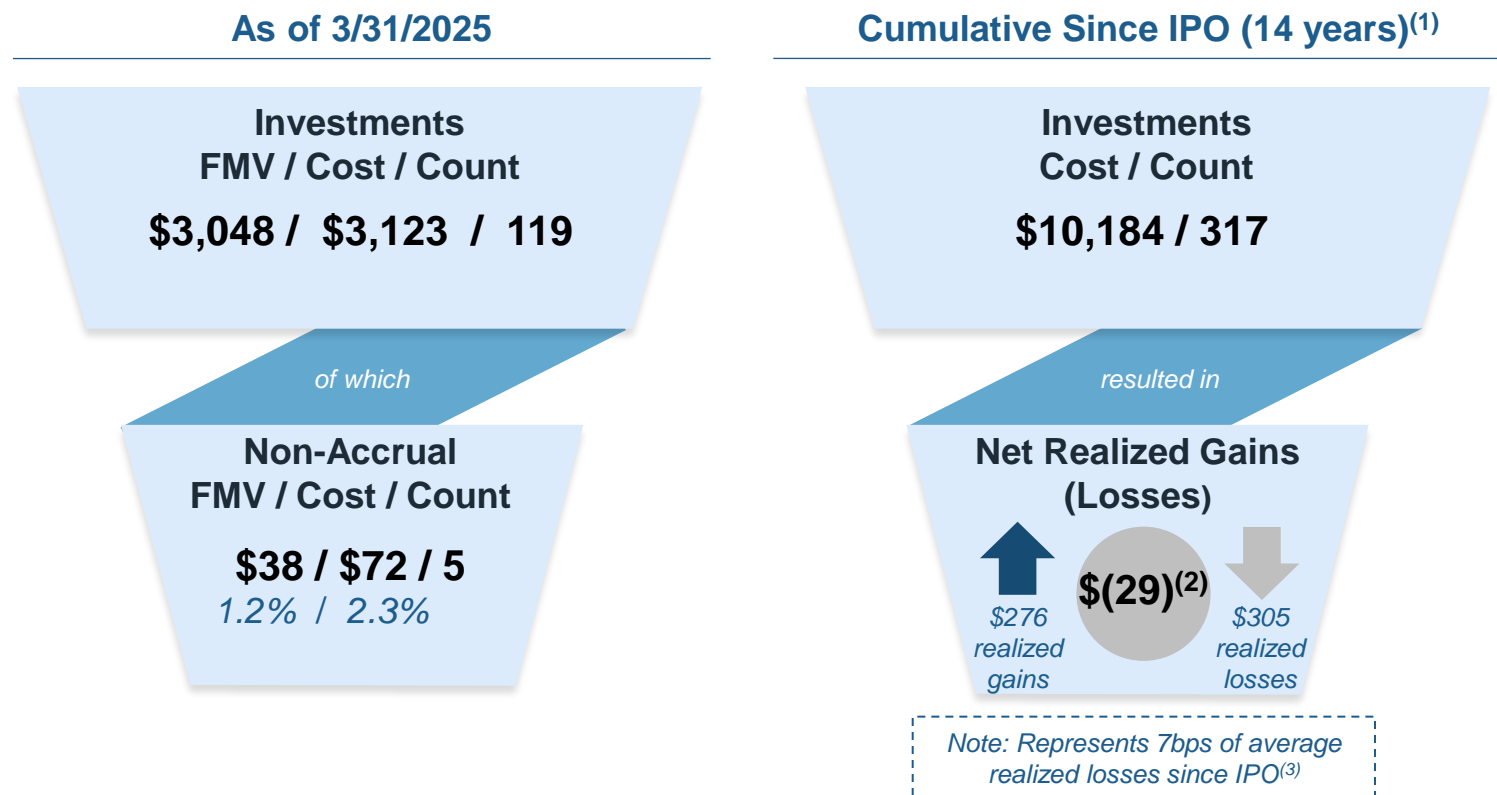 As of 3/31/2025
Investments
FMV / Cost / Count
$3,048 / $3,123 / 119
of which
Non-Accrual
FMV / Cost / Count
$38 / $72 / 5
1.2% / 2.3%
Cumulative Since IPO (14 years)(1)
Investments
Cost / Count
$10,184 / 317
resulted in
Net Realized Gains
(Losses)
$276
realized
gains
$(29)(2)
$305
realized
losses
Note: Represents 7bps of average
realized losses since IPO(3)